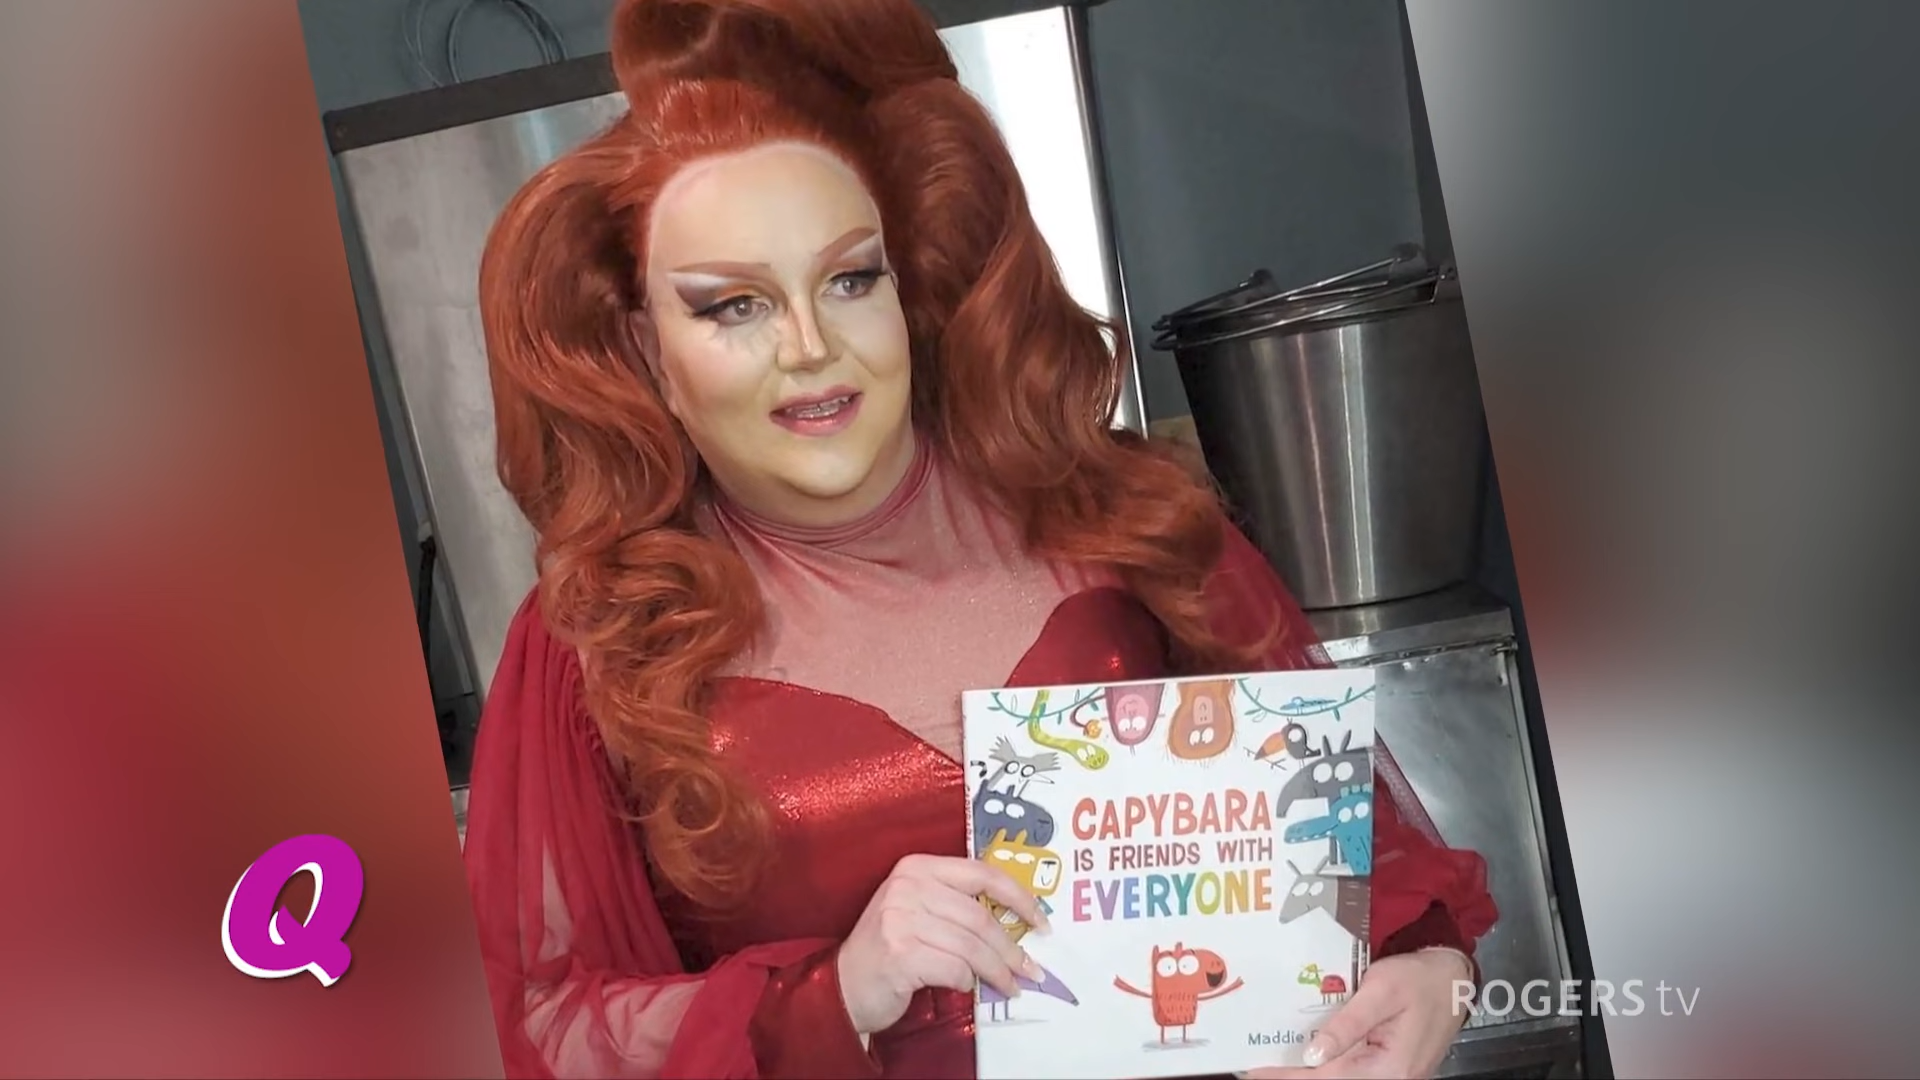 CAPYBARA
IS FRIENDS WITH
EVERYONE
Maddie
Q
ROGERS tv